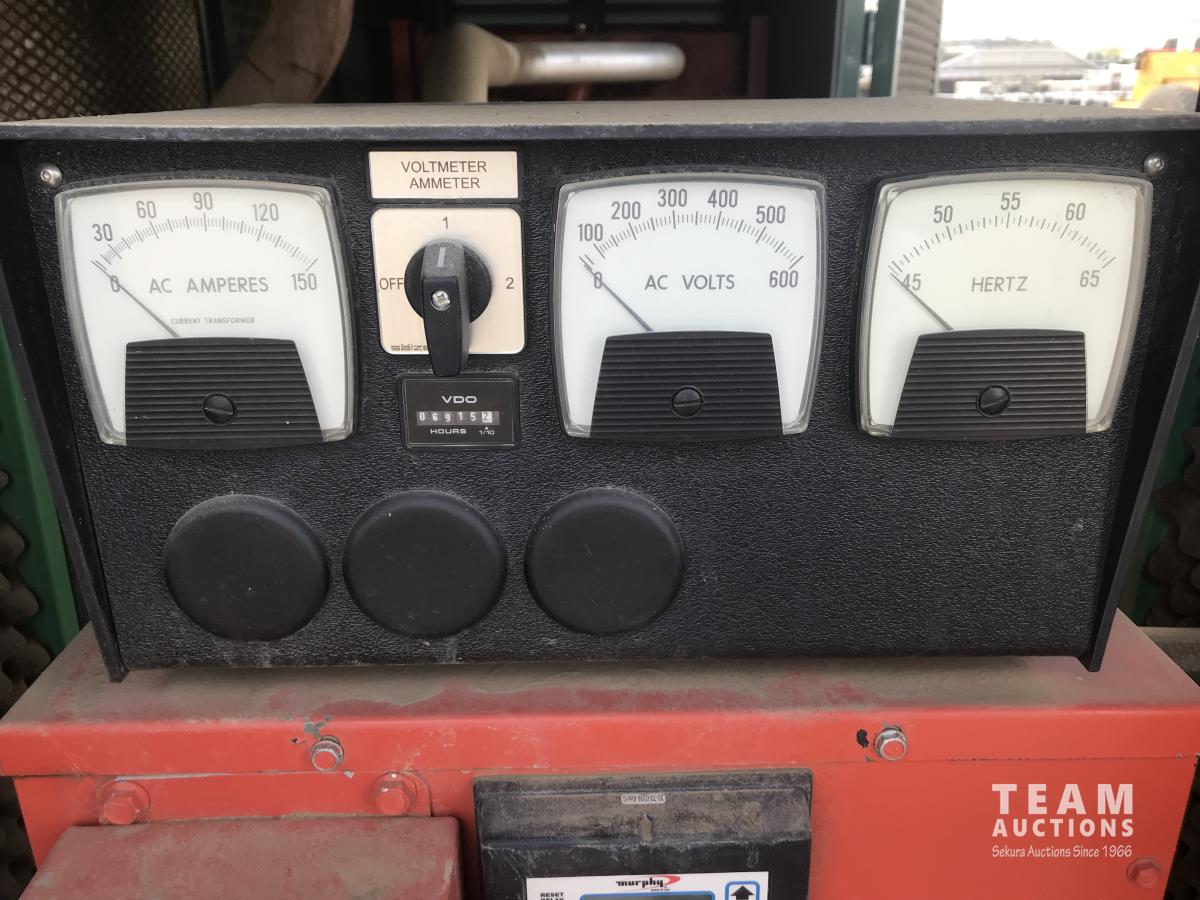 VOLTMETER
AMMETER
0 30 60 90 120 150
AC AMPERES
CURRENT TRANSFORMER
OFF 1 2
VDO
069152
HOURS 1/10
0 100 200 300 400 500 600
AC VOLTS
45 50 55 60 65
HERTZ
murphy
RESET
TEAM
AUCTIONS
Sekura Auctions Since 1966